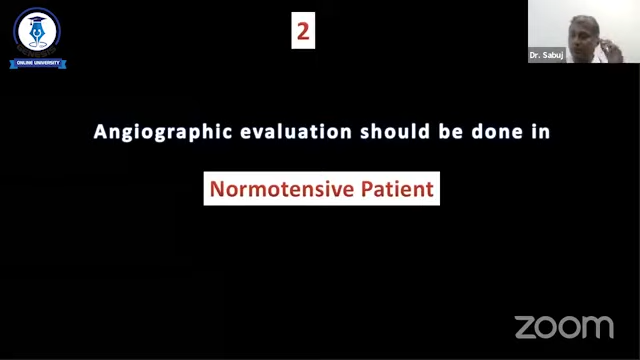 2
ONLINE UNIVERSITY
Dr. Sabuj
Angiographic evaluation should be done in
Normotensive Patient
zoom